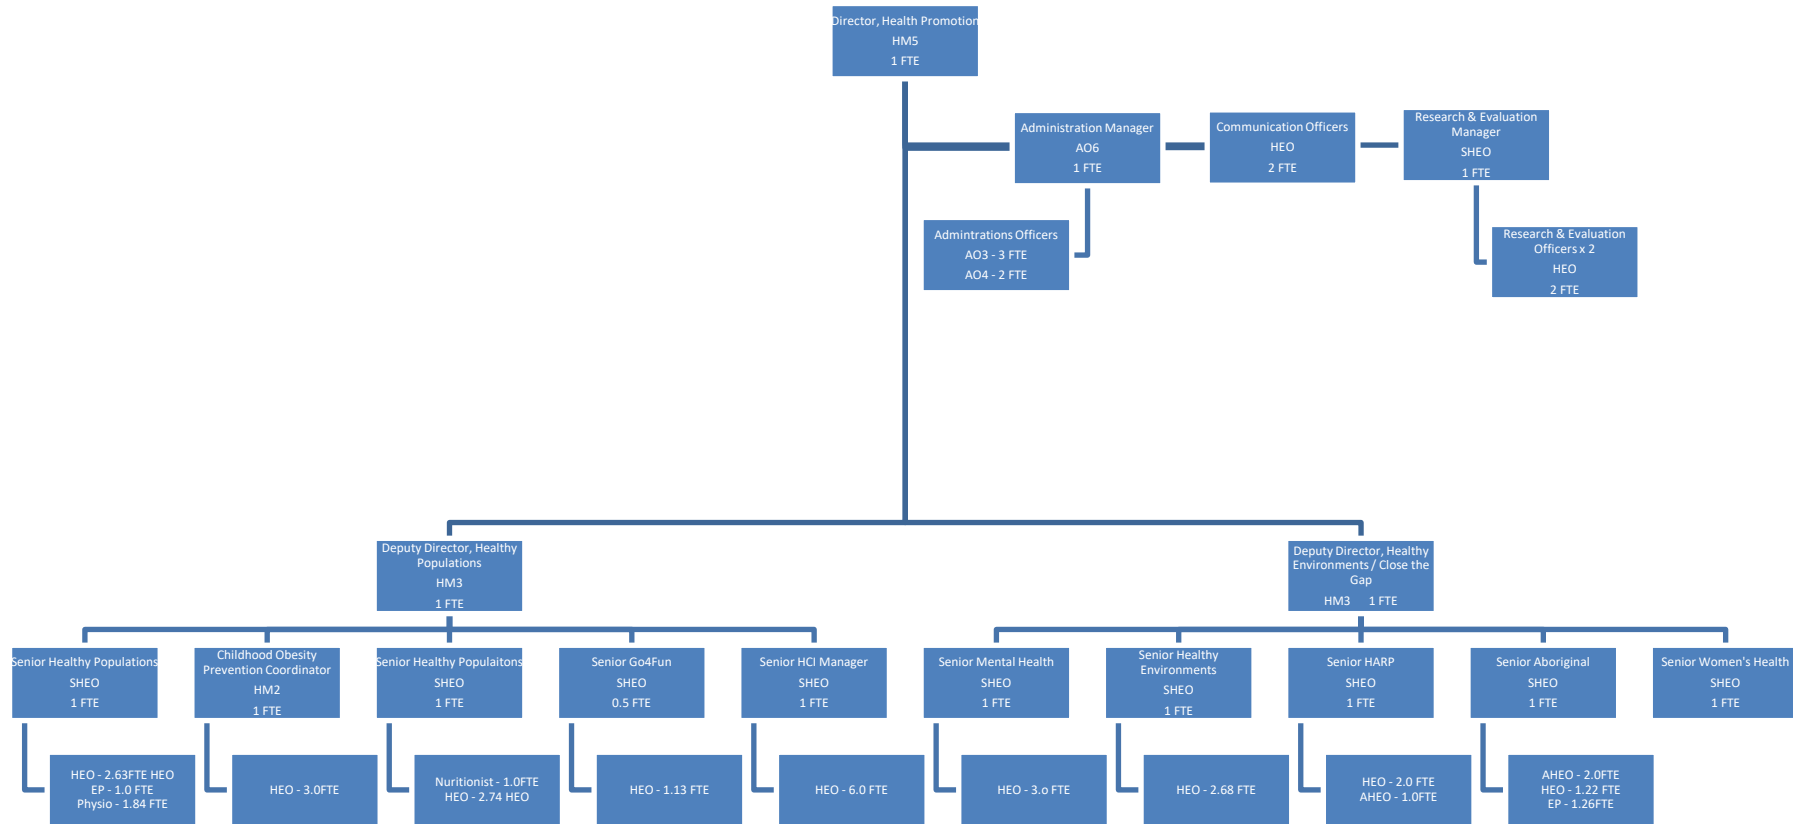 Director, Health Promotion
HM5
1 FTE
Administration Manager
AO6
1 FTE
Communication Officers
HEO
2 FTE
Research & Evaluation
Manager
SHEO
1 FTE
Admintrations Officers
AO3 - 3 FTE
AO4 - 2 FTE
Research & Evaluation
Officers x 2
HEO
2 FTE
Deputy Director, Healthy
Populations
HM3
1 FTE
Deputy Director, Healthy
Environments / Close the
Gap
HM3 1 FTE
Senior Healthy Populations
SHEO
1 FTE
Childhood Obesity
Prevention Coordinator
HM2
1 FTE
Senior Healthy Populaitons
SHEO
1 FTE
Senior Go4Fun
SHEO
0.5 FTE
Senior HCI Manager
SHEO
1 FTE
Senior Mental Health
SHEO
1 FTE
Senior Healthy
Environments
SHEO
1 FTE
Senior HARP
SHEO
1 FTE
Senior Aboriginal
SHEO
1 FTE
Senior Women's Health
SHEO
1 FTE
HEO - 2.63FTE HEO
EP - 1.0 FTE
Physio - 1.84 FTE
HEO - 3.0FTE
Nuritionist - 1.0FTE
HEO - 2.74 HEO
HEO - 1.13 FTE
HEO - 6.0 FTE
HEO - 3.o FTE
HEO - 2.68 FTE
HEO - 2.0 FTE
AHEO - 1.0FTE
AHEO - 2.0FTE
HEO - 1.22 FTE
EP - 1.26FTE